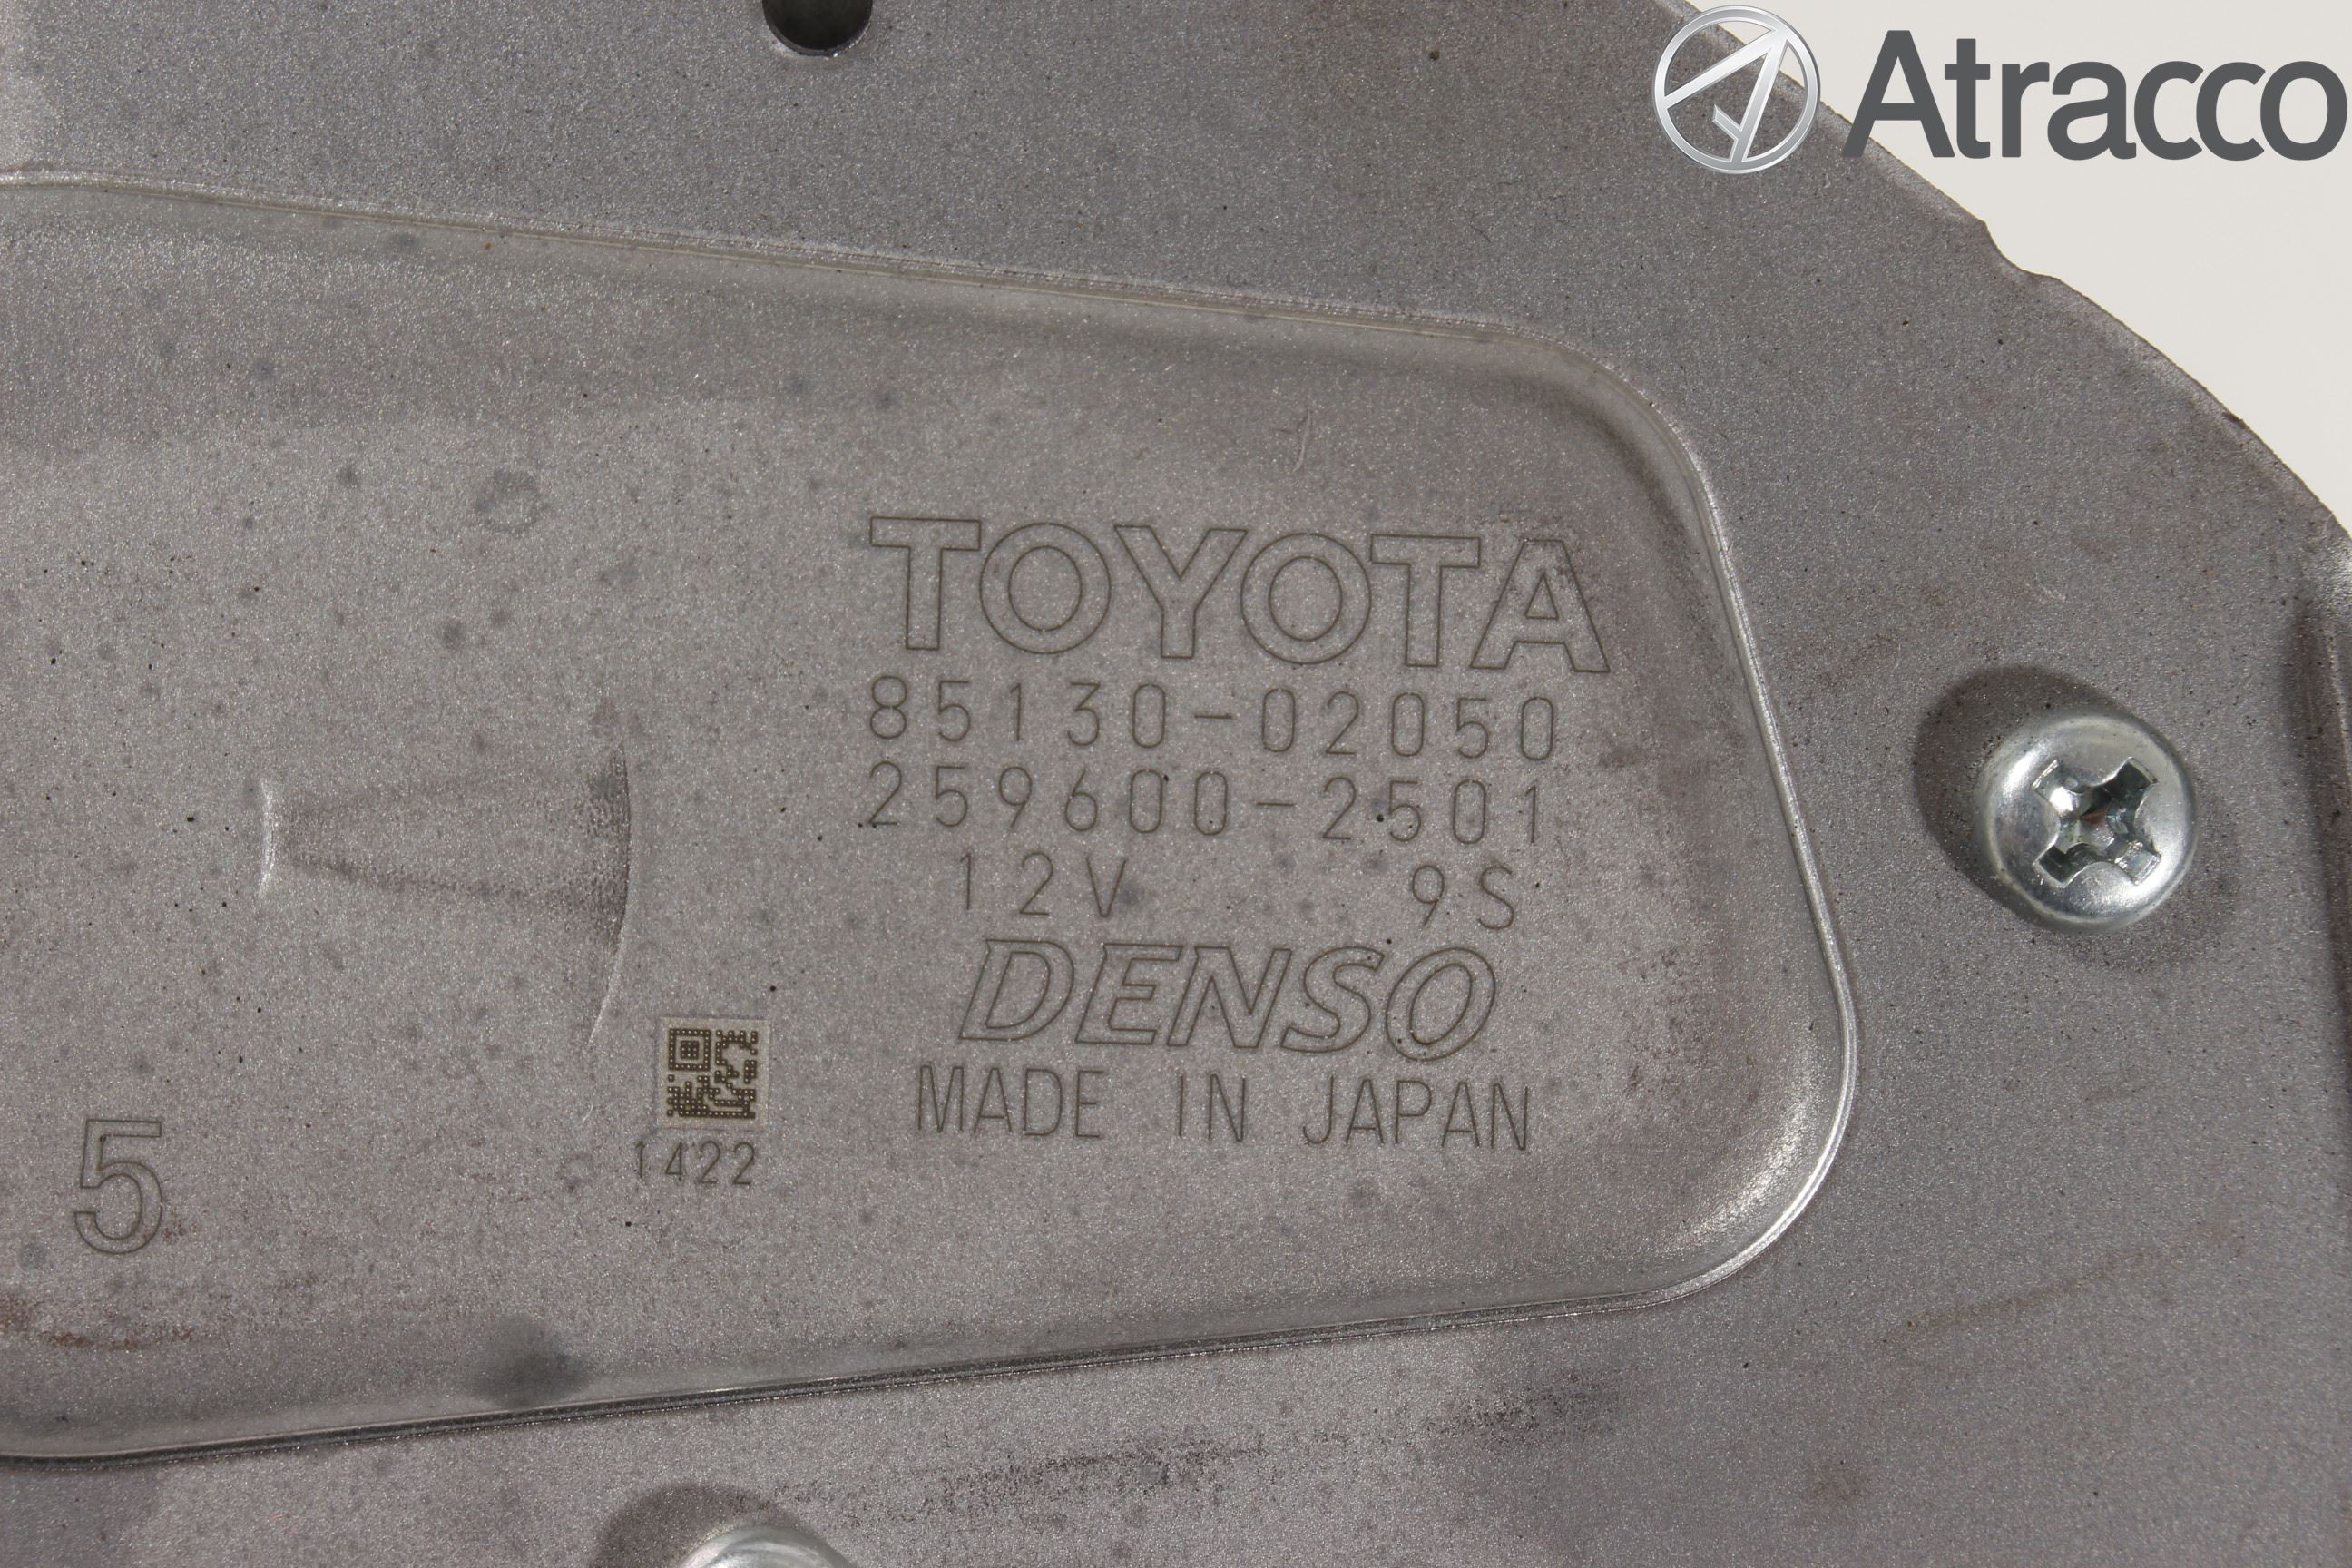 Atracco
TOYOTA
85130-02050
259600-2501
12V 9S
DENSO
MADE IN JAPAN
1422
5